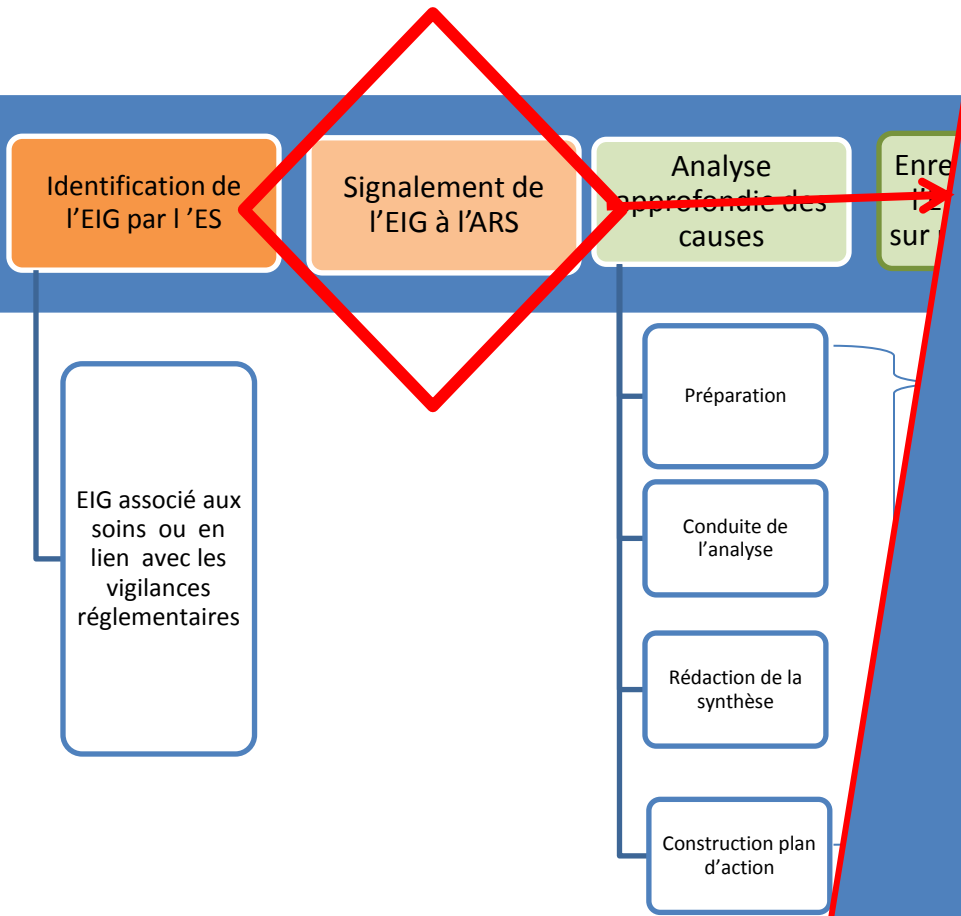 Identification de
l’EIG par l ’ES
Signalement de
l’EIG à l’ARS
Analyse
approfondie des
causes
sur
EIG associé aux
soins ou en
lien avec les
vigilances
réglementaires
Préparation
Conduite de
l’analyse
Rédaction de la
synthèse
Construction plan
d’action